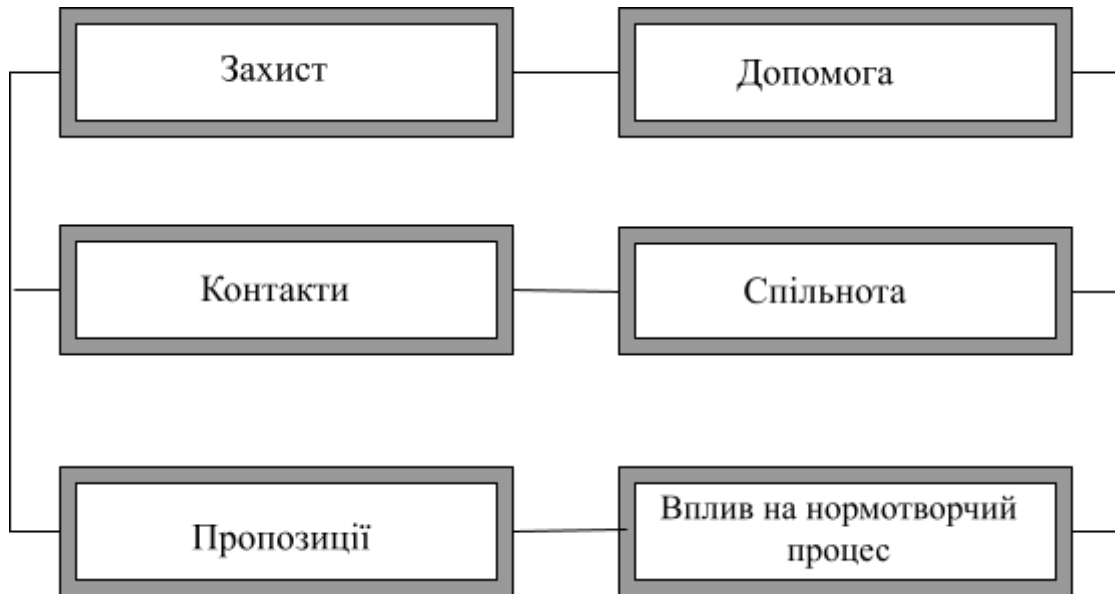 Захист
Допомога
Контакти
Спільнота
Пропозиції
Вплив на нормотворчий
процес